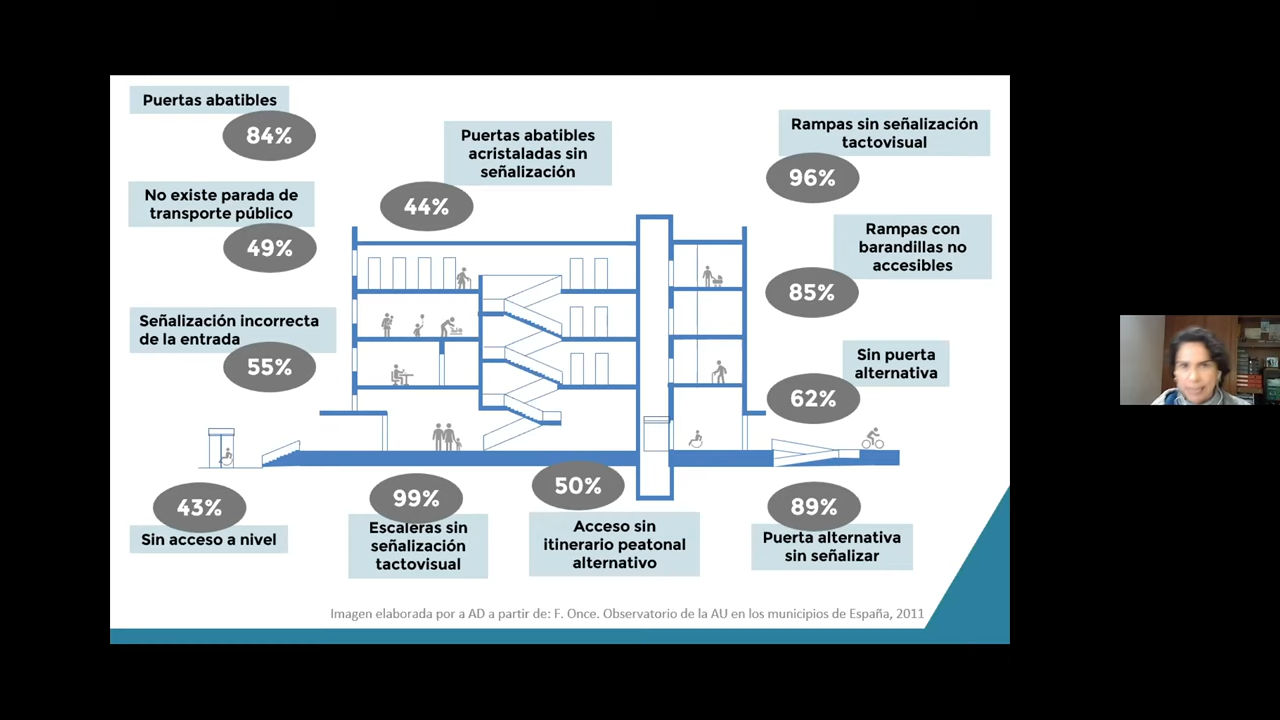 Puertas abatibles
84%
No existe parada de
transporte público
49%
Señalización incorrecta
de la entrada
55%
Puertas abatibles
acristaladas sin
señalización
44%
Rampas sin señalización
tactovisual
96%
Rampas con
barandillas no
accesibles
85%
Sin puerta
alternativa
62%
43%
Sin acceso a nivel
99%
Escaleras sin
señalización
tactovisual
50%
Acceso sin
itinerario peatonal
alternativo
89%
Puerta alternativa
sin señalizar
Imagen elaborada por a AD a partir de: F. Once. Observatorio de la AU en los municipios de España, 2011